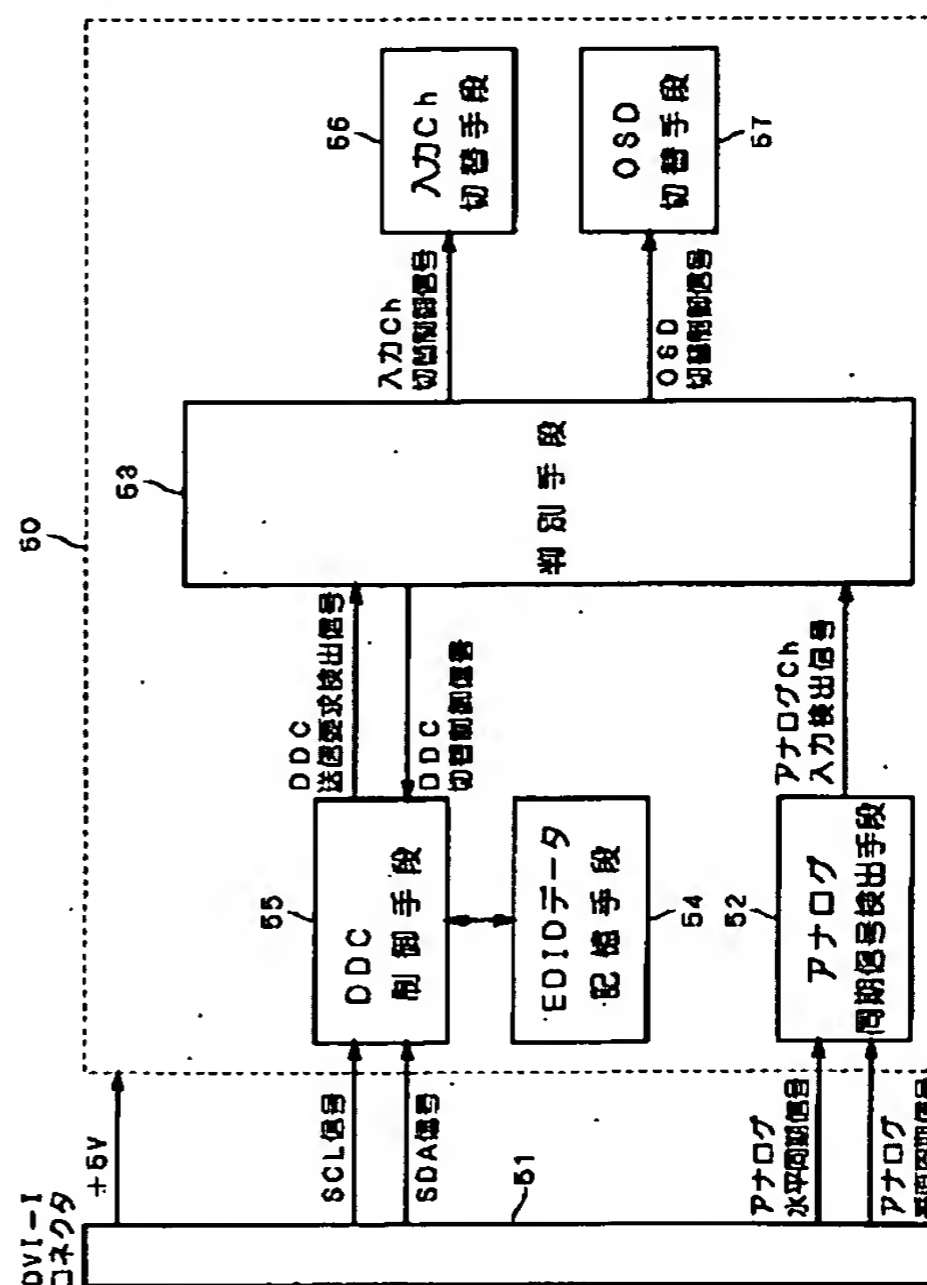 DVI-I
コネクタ
+5V
50
51
SCL信号
SDA信号
アナログ
水平同期信号
アナログ
55
DDC
制御手段
EDIDデータ
記憶手段
54
52
アナログ
同期信号検出手段
DDC
送信要求検出信号
DDC
切替制御信号
アナログCh
入力検出信号
53
判別手段
入力Ch
切替制御信号
OSD
切替制御信号
56
入力Ch
切替手段
OSD
切替手段
57